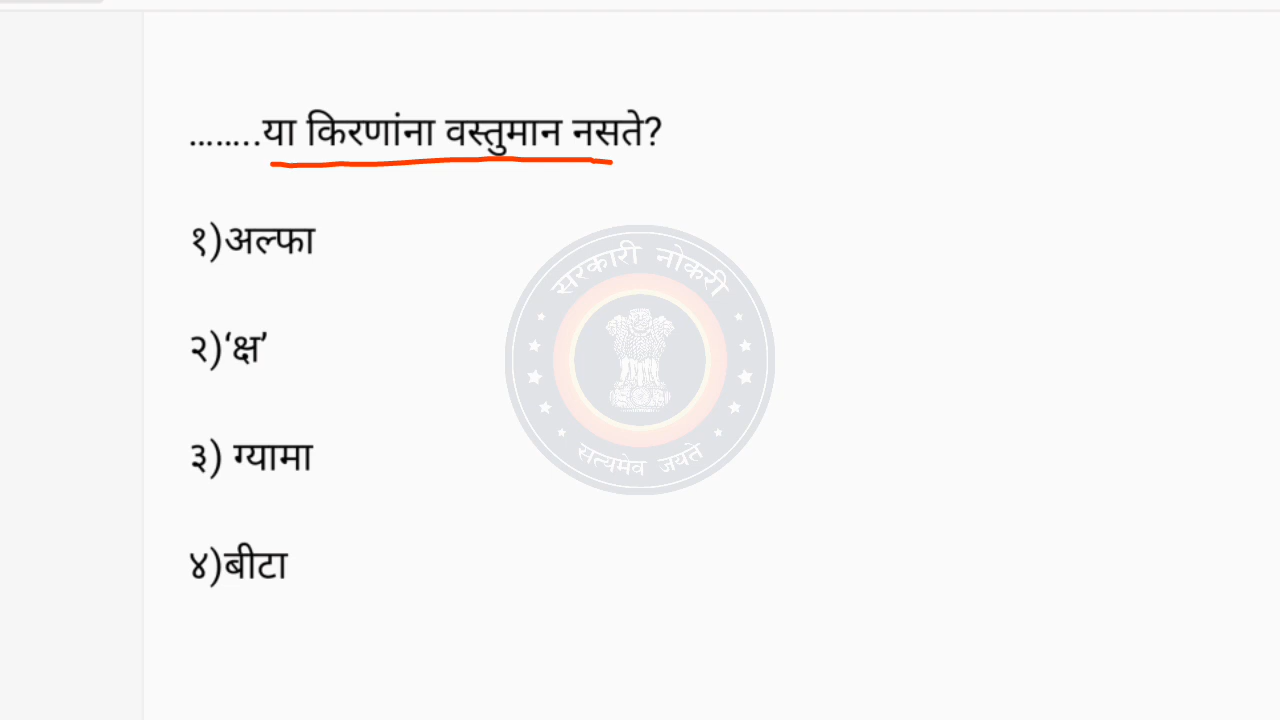 ........या किरणांना वस्तुमान नसते?
१)अल्फा
सरकारी नोकरी
२)‘क्ष’
३) ग्यामा
सत्यमेव जयते
४)बीटा